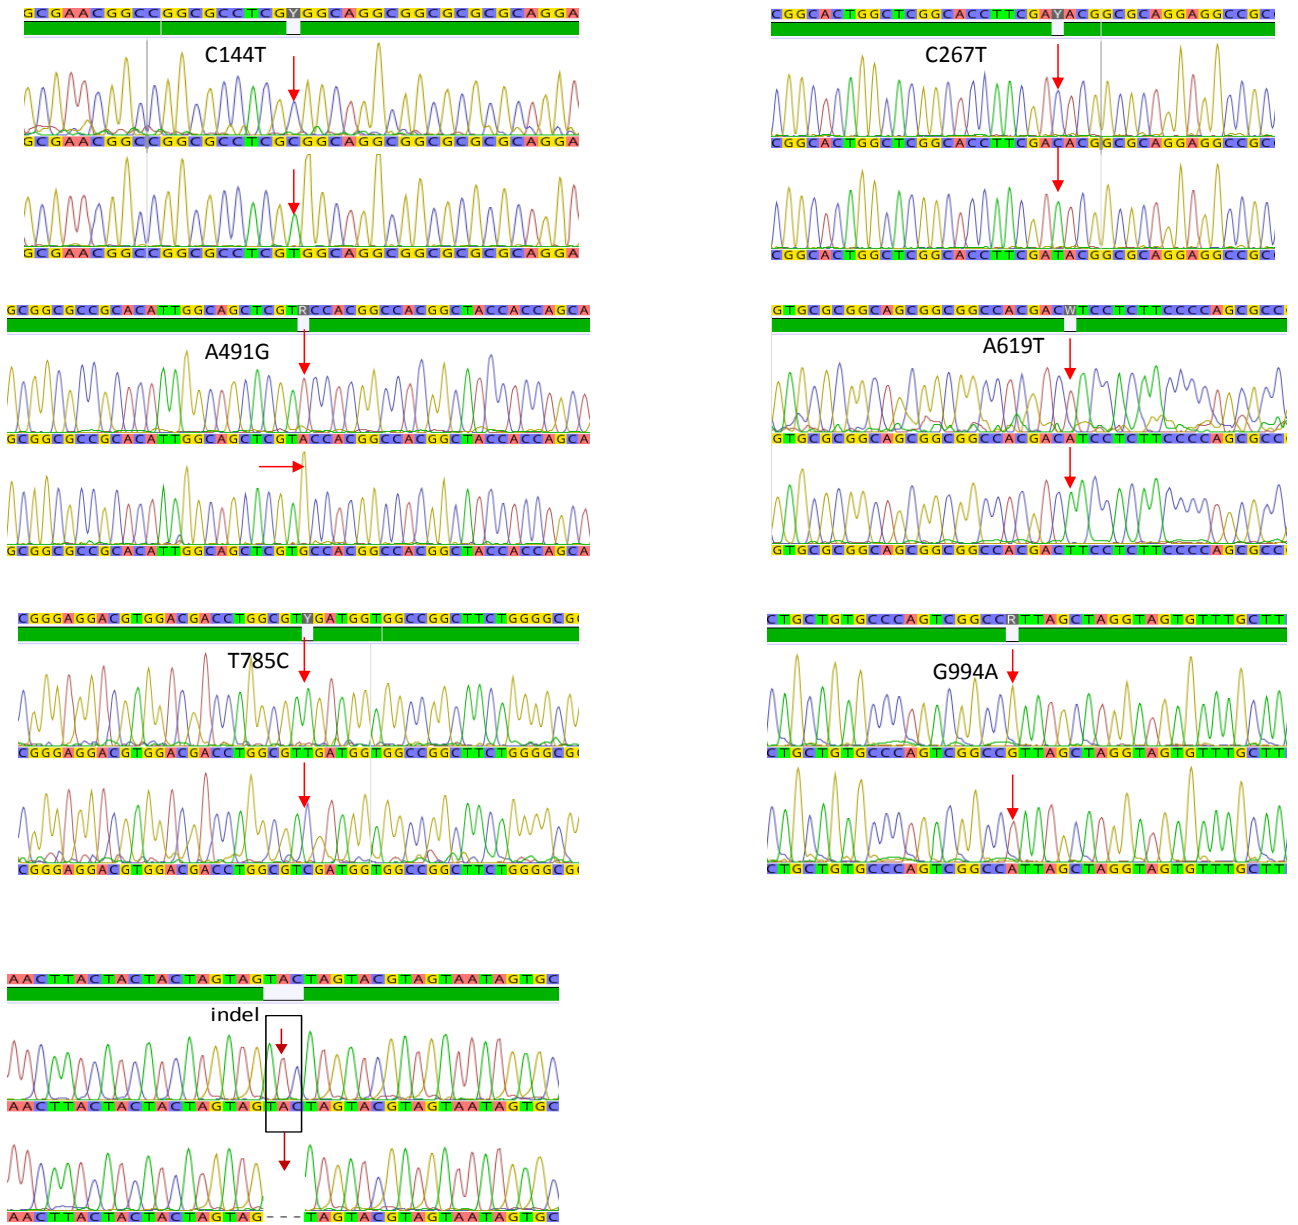 GCGAACGGCCGGCGCCTCGYGGCAGGCGGCGCGCGCAGGA
C144T
GCGAACGGCCGGCGCCTCGCGGCAGGCGGCGCGCGCAGGA
GCGAACGGCCGGCGCCTCGTGGCAGGCGGCGCGCGCAGGA
CGGCACTGGCTCGGCACCTTCGAYACGGCGCAGGAGGCCGC
C267T
CGGCACTGGCTCGGCACCTTCGACACGGCGCAGGAGGCCGC
CGGCACTGGCTCGGCACCTTCGATACGGCGCAGGAGGCCGC
GCGGCGCCGCACATTGGCAGCTCGTRCCACGGCCACGGCTACCACCAGCA
A491G
GCGGCGCCGCACATTGGCAGCTCGTACCACGGCCACGGCTACCACCAGCA
GCGGCGCCGCACATTGGCAGCTCGTGCCACGGCCACGGCTACCACCAGCA
GTGCGCGGCAGCGGCGGCCACGACWTCCTCTTCCCCAGCGCC
A619T
GTGCGCGGCAGCGGCGGCCACGACATCCTCTTCCCCAGCGCC
GTGCGCGGCAGCGGCGGCCACGACTTCCTCTTCCCCAGCGCC
CGGGAGGACGTGGACGACCTGGCGTYGATGGTGGCCGGCTTCTGGGGCG
T785C
CGGGAGGACGTGGACGACCTGGCGTTGATGGTGGCCGGCTTCTGGGGCG
CGGGAGGACGTGGACGACCTGGCGTCGATGGTGGCCGGCTTCTGGGGCG
CTGCTGTGCCCAGTCGGCCRTTAGCTAGGTAGTGTTTGCTT
G994A
CTGCTGTGCCCAGTCGGCCGTTAGCTAGGTAGTGTTTGCTT
CTGCTGTGCCCAGTCGGCCATTAGCTAGGTAGTGTTTGCTT
AACTTACTACTACTAGTAGTACTAGTACGTAGTAATAGTGC
indel
AACTTACTACTACTAGTAGTACTAGTACGTAGTAATAGTGC
AACTTACTACTACTAGTAG---TAGTACGTAGTAATAGTGC